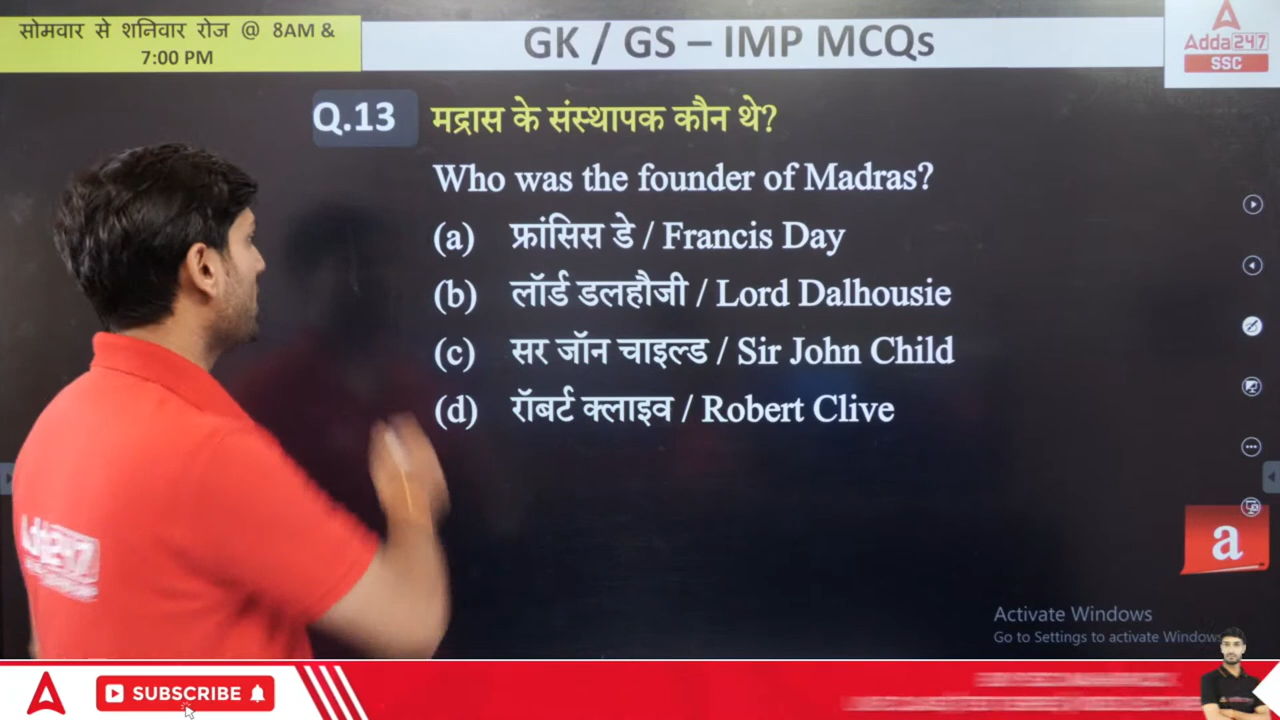 सोमवार से शनिवार रोज @ 8AM &
7:00 PM
GK / GS – IMP MCQs
Adda247
SSC
Q.13 मद्रास के संस्थापक कौन थे?
Who was the founder of Madras?
(a) फ्रांसिस डे / Francis Day
(b) लॉर्ड डलहौजी / Lord Dalhousie
(c) सर जॉन चाइल्ड / Sir John Child
(d) रॉबर्ट क्लाइव / Robert Clive
a
Activate Windows
Go to Settings to activate Windows
SUBSCRIBE